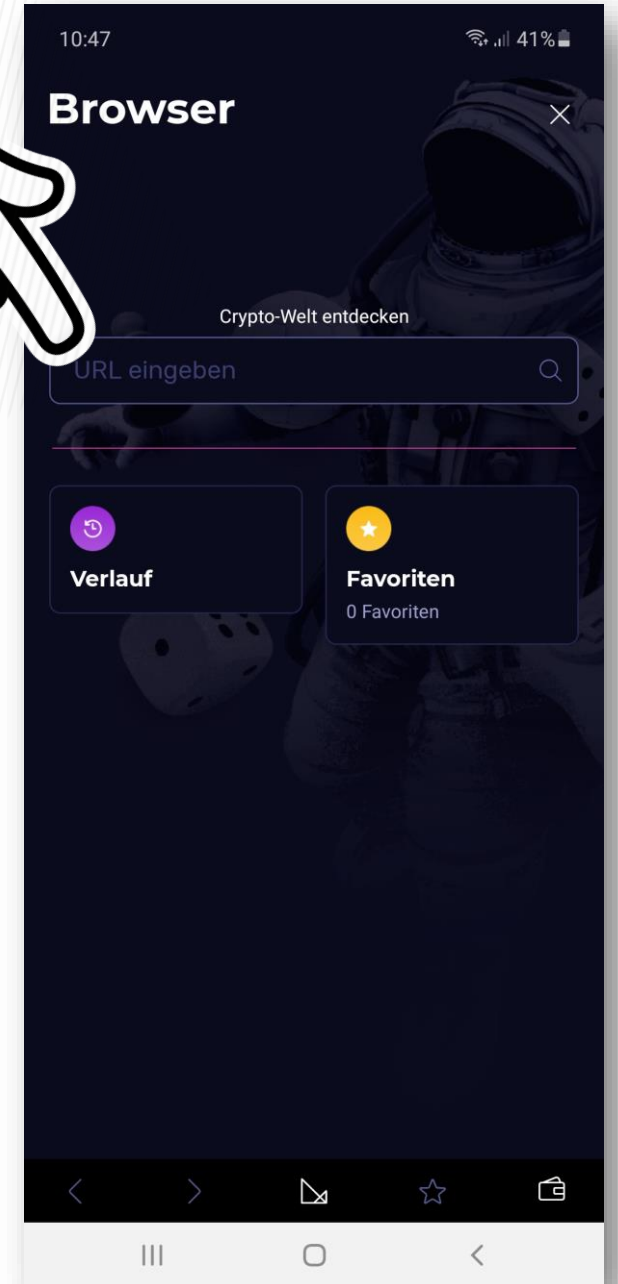 10:47
41%
Browser
Crypto-Welt entdecken
URL eingeben
Verlauf
Favoriten
0 Favoriten